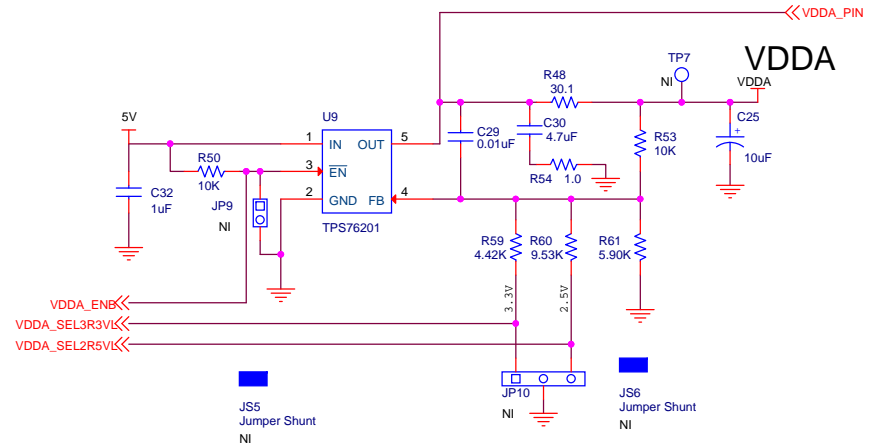 VDDA_PIN
VDDA
TP7
NI
VDDA
R48
30.1
5V
U9
C25
10uF
1
IN
OUT
5
C29
0.01uF
C30
4.7uF
R53
10K
R50
10K
3
EN
R54
1.0
C32
1uF
JP9
NI
2
GND
FB
4
TPS76201
R59
4.42K
R60
9.53K
R61
5.90K
3.3V
2.5V
VDDA_ENB
VDDA_SEL3R3VL
VDDA_SEL2R5VL
JS5
Jumper Shunt
NI
JP10
NI
JS6
Jumper Shunt
NI